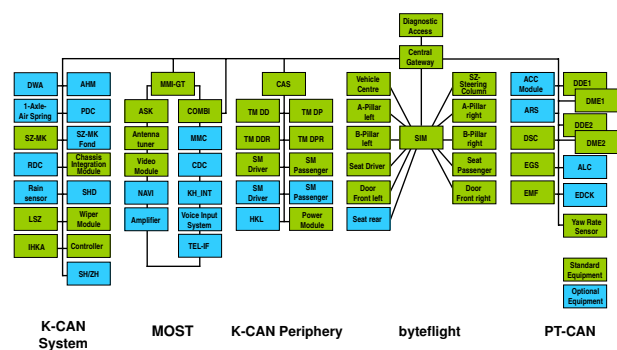 Diagnostic
Access
Central
Gateway
DWA
AHM
1-Axle-
Air Spring
PDC
SZ-MK
SZ-MK
Fond
RDC
Chassis
Integration
Module
Rain
sensor
SHD
LSZ
Wiper
Module
IHKA
Controller
SH/ZH
MMI-GT
ASK
COMBI
Antenna
tuner
MMC
Video
Module
CDC
NAVI
KH_INT
Amplifier
Voice Input
System
TEL-IF
CAS
TM DD
TM DP
TM DDR
TM DPR
SM
Driver
SM
Passenger
SM
Driver
SM
Passenger
HKL
Power
Module
Vehicle
Centre
SZ-
Steering
Column
A-Pillar
left
A-Pillar
right
B-Pillar
left
SIM
B-Pillar
right
Seat Driver
Seat
Passenger
Door
Front left
Door
Front right
Seat rear
ACC
Module
DDE1
DME1
ARS
DDE2
DME2
DSC
EGS
ALC
EMF
EDCK
Yaw Rate
Sensor
Standard
Equipment
Optional
Equipment
K-CAN
System
MOST
K-CAN Periphery
byteflight
PT-CAN